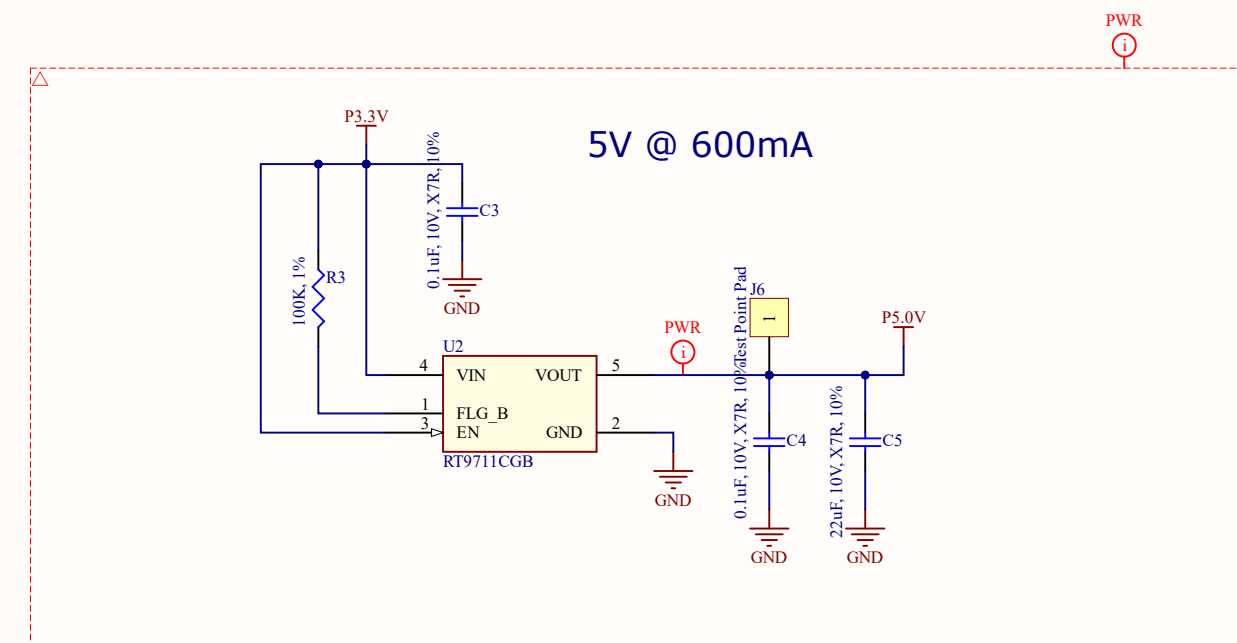 PWR
i
P3.3V
5V @ 600mA
0.1uF, 10V, X7R, 10%
C3
GND
100K, 1%
R3
U2
4
VIN
VOUT
5
1
FLG_B
3
EN
GND
2
RT9711CGB
GND
PWR
i
Test Point Pad
J6
1
P5.0V
0.1uF, 10V, X7R, 10%
C4
GND
22uF, 10V, X7R, 10%
C5
GND